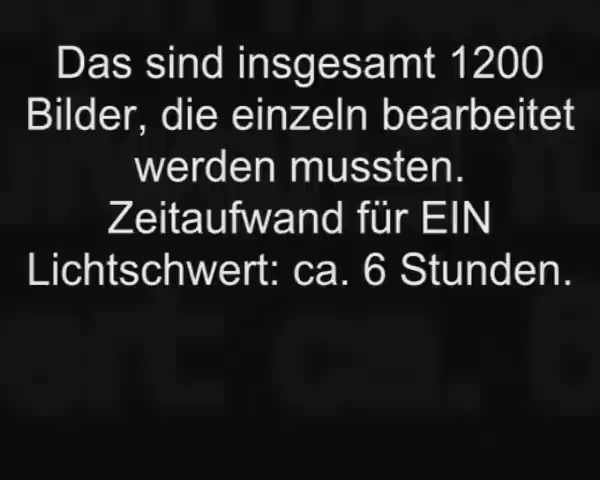 Das sind insgesamt 1200
Bilder, die einzeln bearbeitet
werden mussten.
Zeitaufwand für EIN
Lichtschwert: ca. 6 Stunden.